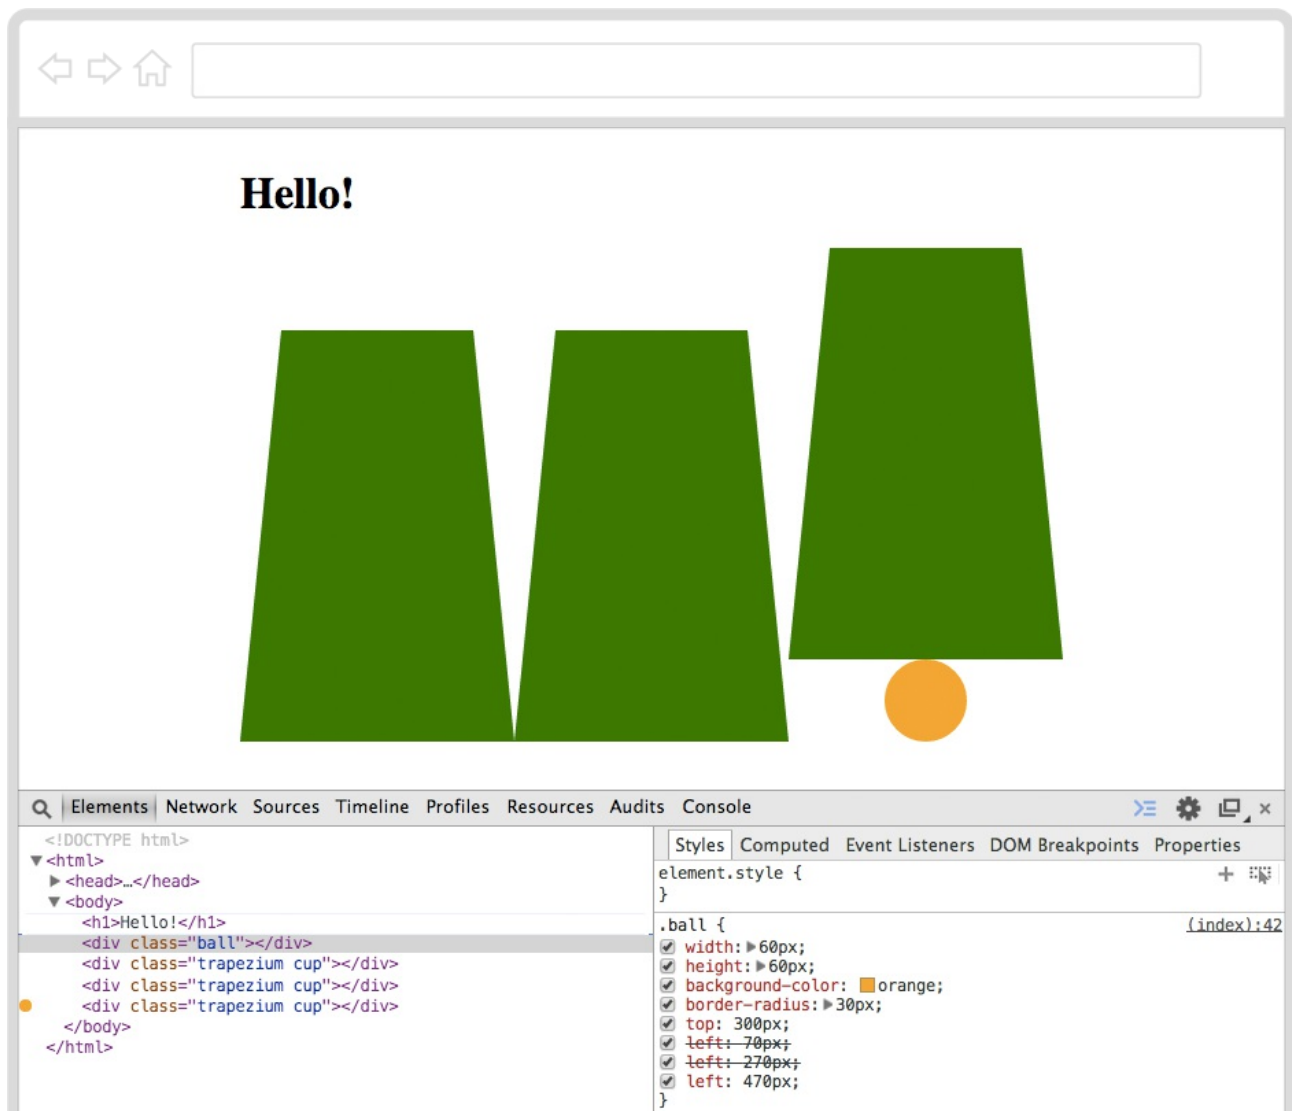 Hello!
Elements Network Sources Timeline Profiles Resources Audits Console
<!DOCTYPE html>
<html>
<head>…</head>
<body>
<h1>Hello!</h1>
<div class="ball"></div>
<div class="trapezium cup"></div>
<div class="trapezium cup"></div>
<div class="trapezium cup"></div>
</body>
</html>
Styles Computed Event Listeners DOM Breakpoints Properties
element.style {
}
.ball { (index):42
width: 60px;
height: 60px;
background-color: orange;
border-radius: 30px;
top: 300px;
left: 70px;
left: 270px;
left: 470px;
}